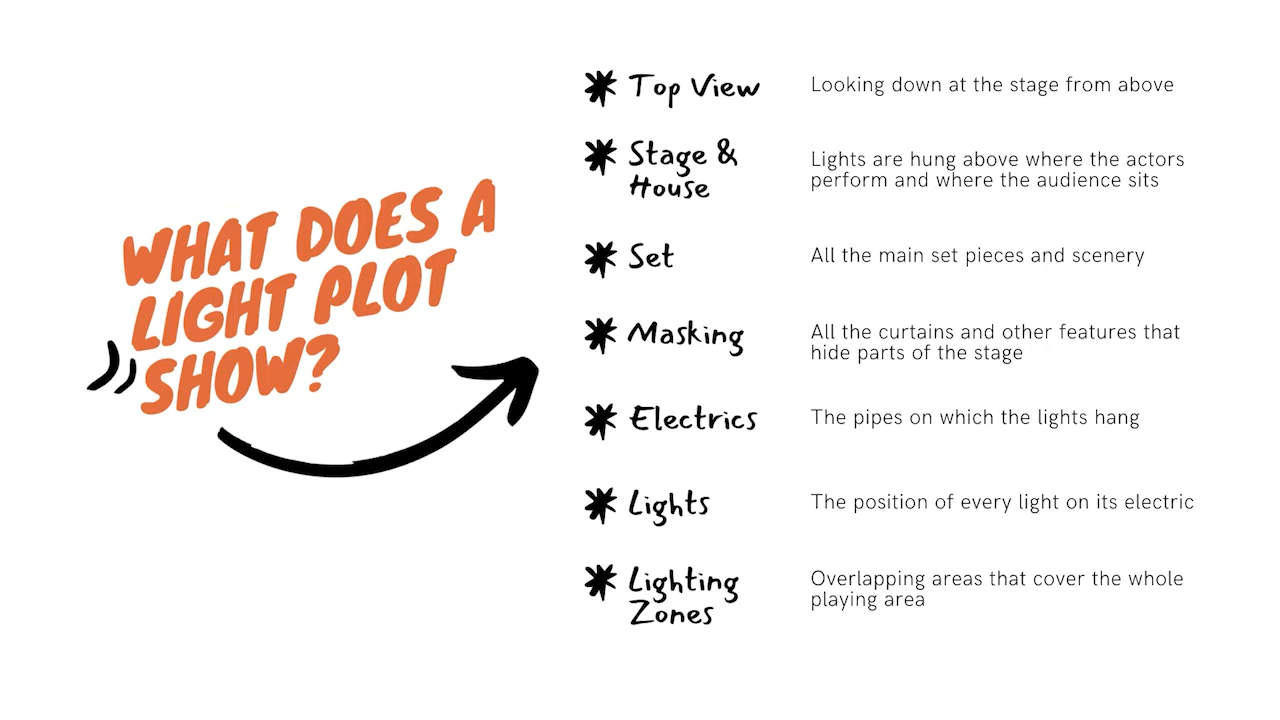 WHAT DOES A
LIGHT PLOT
SHOW?
Top View
Looking down at the stage from above
Stage &
House
Lights are hung above where the actors
perform and where the audience sits
Set
All the main set pieces and scenery
Masking
All the curtains and other features that
hide parts of the stage
Electrics
The pipes on which the lights hang
Lights
The position of every light on its electric
Lighting
Zones
Overlapping areas that cover the whole
playing area